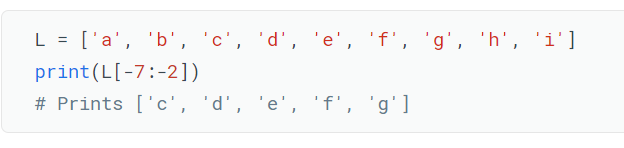 L = ['a', 'b', 'c', 'd', 'e', 'f', 'g', 'h', 'i']
print(L[-7:-2])
# Prints ['c', 'd', 'e', 'f', 'g']